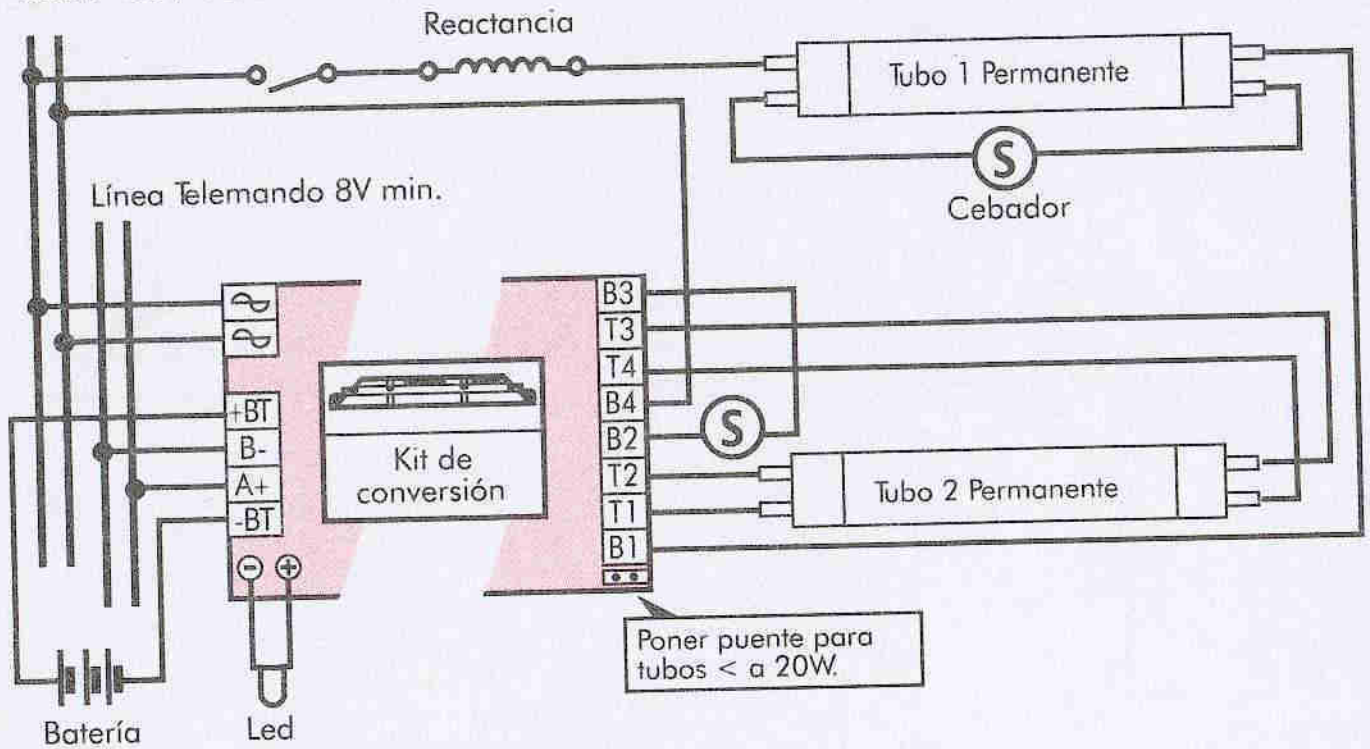 Reactancia
Tubo 1 Permanente
S
Cebador
Línea Telemando 8V min.
B3
T3
T4
B4
B2
T2
T1
B1
+BT
B-
A+
-BT
Kit de
conversión
S
Tubo 2 Permanente
- +
Poner puente para
tubos < a 20W.
Batería
Led